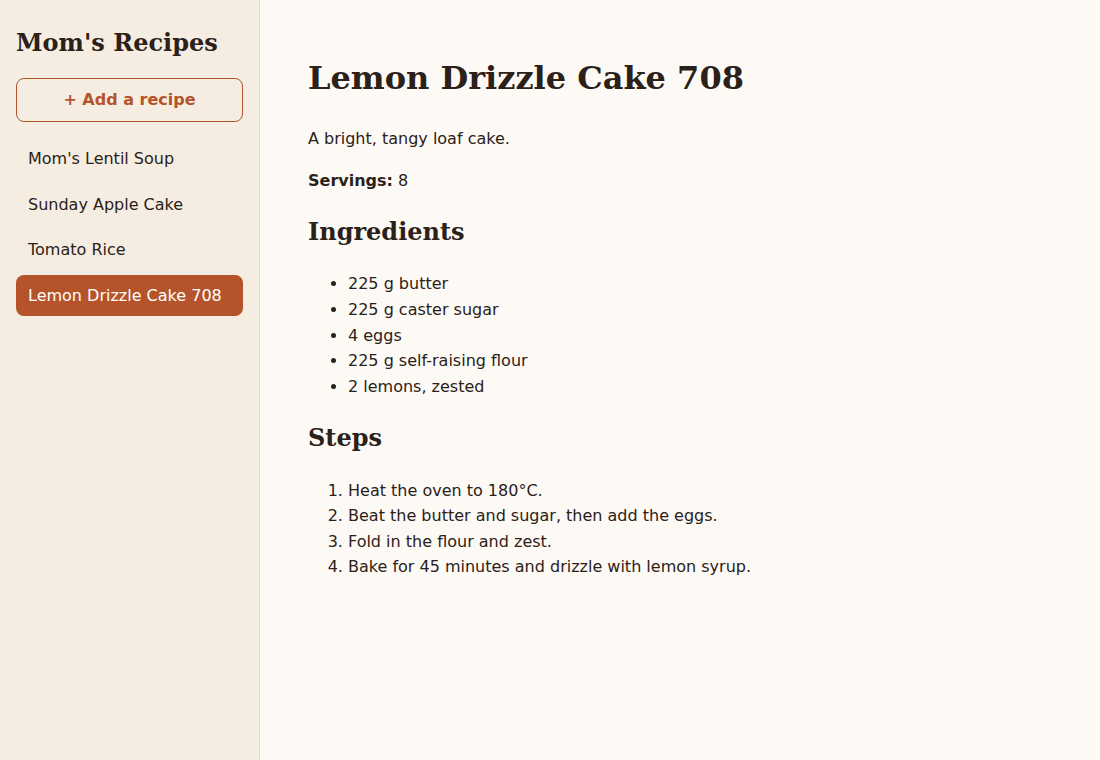 Mom's Recipes
+ Add a recipe
Mom's Lentil Soup
Sunday Apple Cake
Tomato Rice
Lemon Drizzle Cake 708
Lemon Drizzle Cake 708
A bright, tangy loaf cake.
Servings: 8
Ingredients
• 225 g butter
• 225 g caster sugar
• 4 eggs
• 225 g self-raising flour
• 2 lemons, zested
Steps
1. Heat the oven to 180°C.
2. Beat the butter and sugar, then add the eggs.
3. Fold in the flour and zest.
4. Bake for 45 minutes and drizzle with lemon syrup.